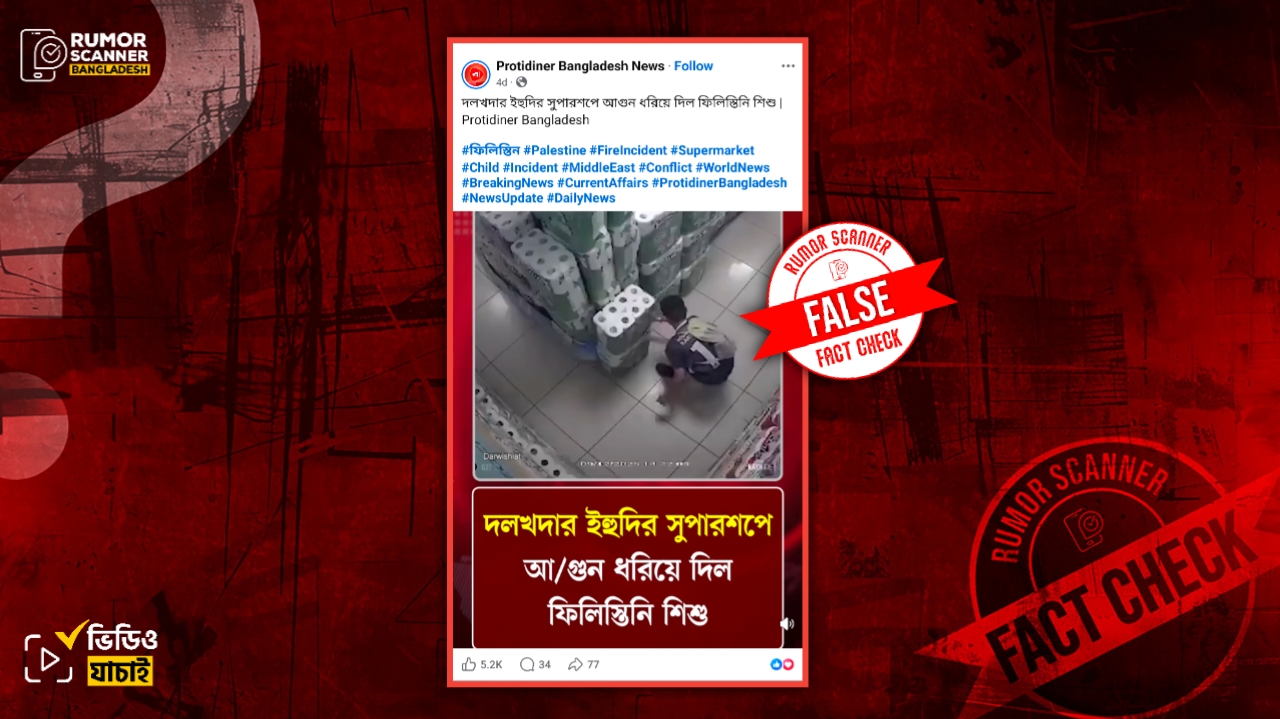 RUMOR
SCANNER
BANGLADESH
Protidiner Bangladesh News · Follow
4d ·
দলখদার ইহুদির সুপারশপে আগুন ধরিয়ে দিল ফিলিস্তিনি শিশু |
Protidiner Bangladesh
#ফিলিস্তিন #Palestine #FireIncident #Supermarket
#Child #Incident #MiddleEast #Conflict #WorldNews
#BreakingNews #CurrentAffairs #ProtidinerBangladesh
#NewsUpdate #DailyNews
1
Darwishiat
RUMOR SCANNER
FALSE
FACT CHECK
দলখদার ইহুদির সুপারশপে
আ/গুন ধরিয়ে দিল
ফিলিস্তিনি শিশু
5.2K 34 77
ভিডিও
যাচাই
RUMOR SCANNER
FACT CHECK